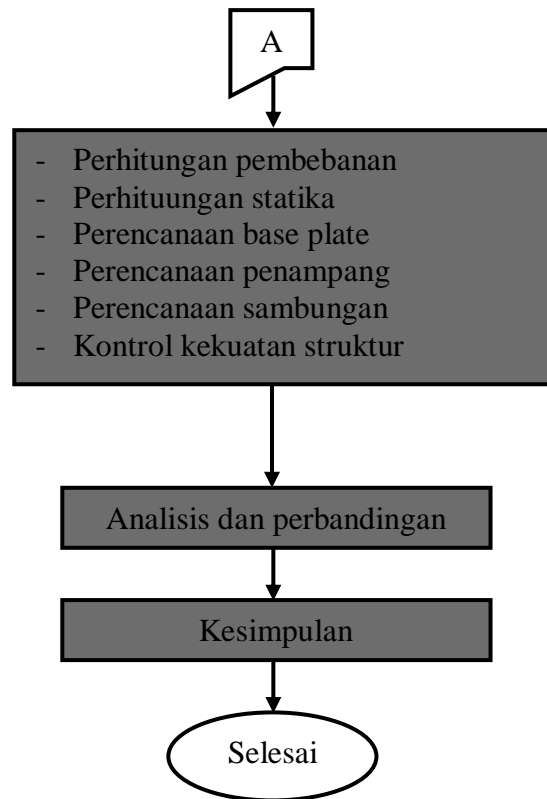 A
- Perhitungan pembebanan
- Perhituungan statika
- Perencanaan base plate
- Perencanaan penampang
- Perencanaan sambungan
- Kontrol kekuatan struktur
Analisis dan perbandingan
Kesimpulan
Selesai